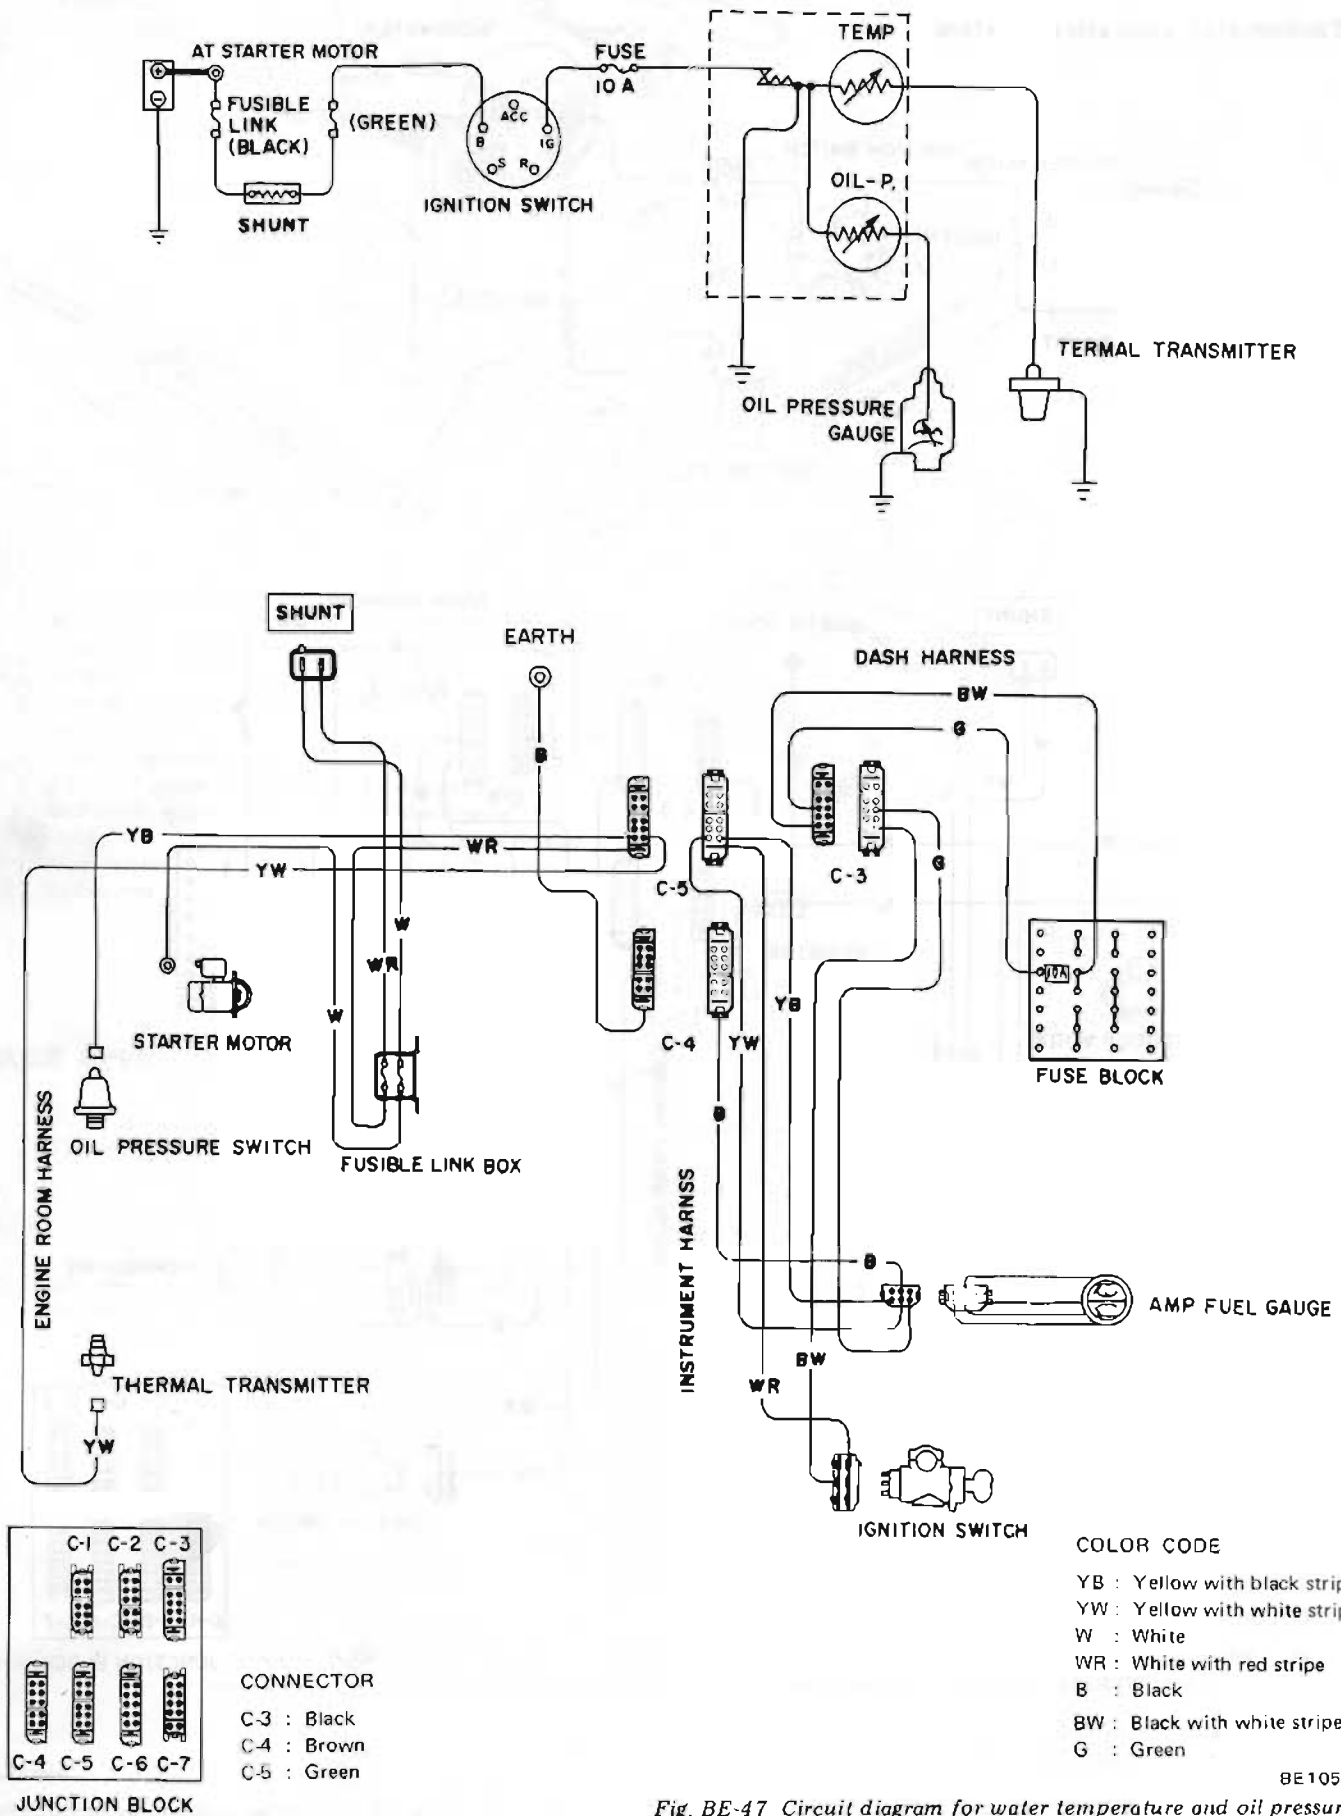 AT STARTER MOTOR
FUSIBLE
LINK
(BLACK)
(GREEN)
SHUNT
B
ACC
IG
S
R
IGNITION SWITCH
FUSE
10 A
TEMP
OIL-P.
OIL PRESSURE
GAUGE
TERMAL TRANSMITTER
SHUNT
EARTH
DASH HARNESS
BW
G
B
YB
WR
YW
C-5
C-3
G
W
WR
W
YB
10A
STARTER MOTOR
C-4
YW
FUSE BLOCK
OIL PRESSURE SWITCH
FUSIBLE LINK BOX
ENGINE ROOM HARNESS
B
INSTRUMENT HARNSS
B
AMP FUEL GAUGE
BW
WR
THERMAL TRANSMITTER
YW
IGNITION SWITCH
C-1 C-2 C-3
C-4 C-5 C-6 C-7
JUNCTION BLOCK
CONNECTOR
C-3 : Black
C-4 : Brown
C-5 : Green
COLOR CODE
YB : Yellow with black strip
YW : Yellow with white strip
W : White
WR : White with red stripe
B : Black
BW : Black with white stripe
G : Green
BE105
Fig. BE-47 Circuit diagram for water temperature and oil pressur